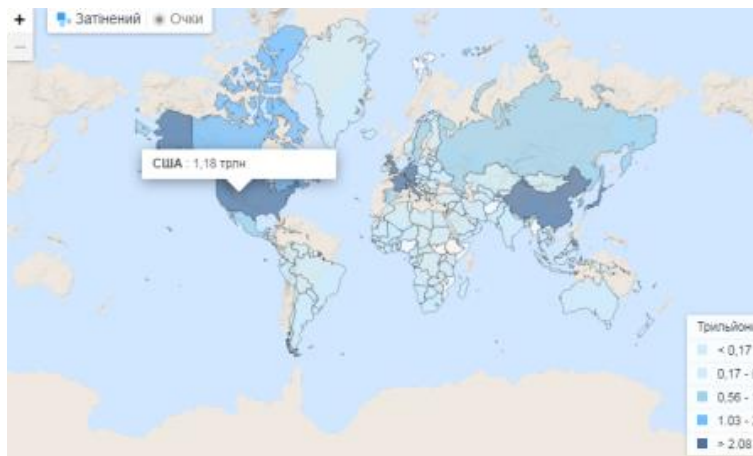 +
Затінений Очки
−
США : 1,18 трлн
Трильйон
< 0,17
0,17 -
0,56 -
1.03 -
> 2.08